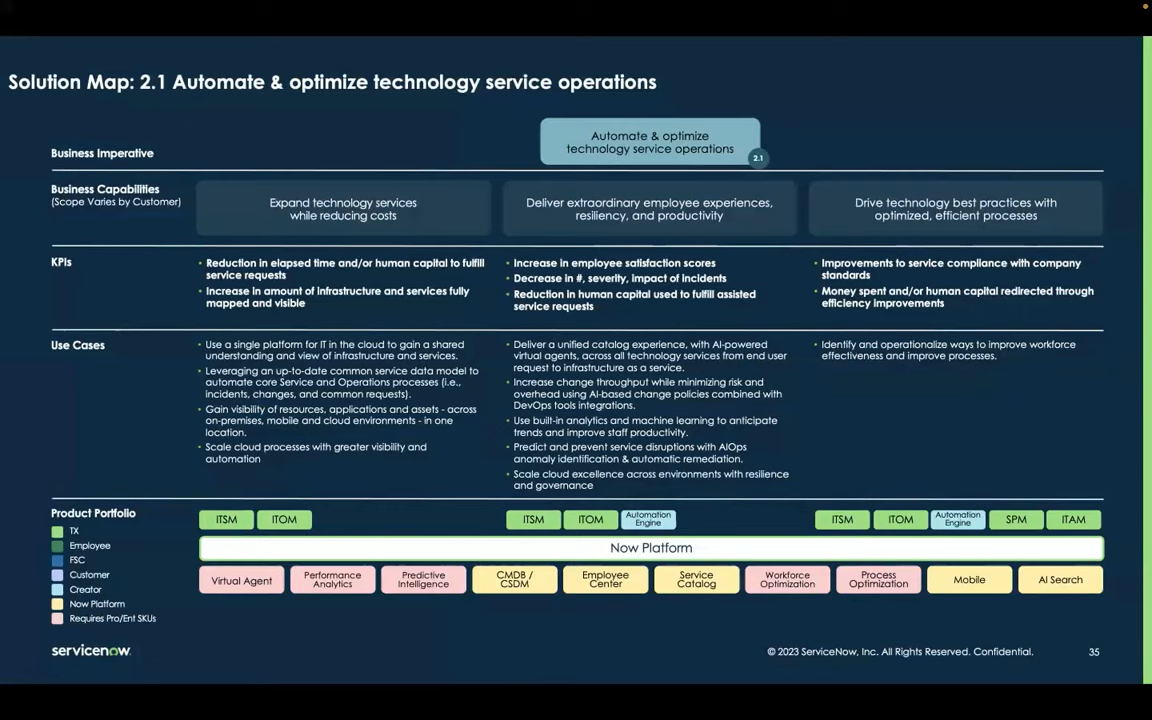 Solution Map: 2.1 Automate & optimize technology service operations
Business Imperative
Automate & optimize
technology service operations
2.1
Business Capabilities
(Scope Varies by Customer)
Expand technology services
while reducing costs
Deliver extraordinary employee experiences,
resiliency, and productivity
Drive technology best practices with
optimized, efficient processes
KPIs
• Reduction in elapsed time and/or human capital to fulfill
service requests
• Increase in amount of infrastructure and services fully
mapped and visible
• Increase in employee satisfaction scores
• Decrease in #, severity, impact of incidents
• Reduction in human capital used to fulfill assisted
service requests
• Improvements to service compliance with company
standards
• Money spent and/or human capital redirected through
efficiency improvements
Use Cases
• Use a single platform for IT in the cloud to gain a shared
understanding and view of infrastructure and services.
• Leveraging an up-to-date common service data model to
automate core Service and Operations processes (i.e.,
incidents, changes, and common requests).
• Gain visibility of resources, applications and assets - across
on-premises, mobile and cloud environments - in one
location.
• Scale cloud processes with greater visibility and
automation
• Deliver a unified catalog experience, with AI-powered
virtual agents, across all technology services from end user
request to infrastructure as a service.
• Increase change throughput while minimizing risk and
overhead using AI-based change policies combined with
DevOps tools integrations.
• Use built-in analytics and machine learning to anticipate
trends and improve staff productivity.
• Predict and prevent service disruptions with AIOps
anomaly identification & automatic remediation.
• Scale cloud excellence across environments with resilience
and governance
• Identify and operationalize ways to improve workforce
effectiveness and improve processes.
Product Portfolio
TX
Employee
FSC
Customer
Creator
Now Platform
Requires Pro/Ent SKUs
ITSM
ITOM
ITSM
ITOM
Automation
Engine
ITSM
ITOM
Automation
Engine
SPM
ITAM
Now Platform
Virtual Agent
Performance
Analytics
Predictive
Intelligence
CMDB /
CSDM
Employee
Center
Service
Catalog
Workforce
Optimization
Process
Optimization
Mobile
AI Search
servicenow
© 2023 ServiceNow, Inc. All Rights Reserved. Confidential.
35